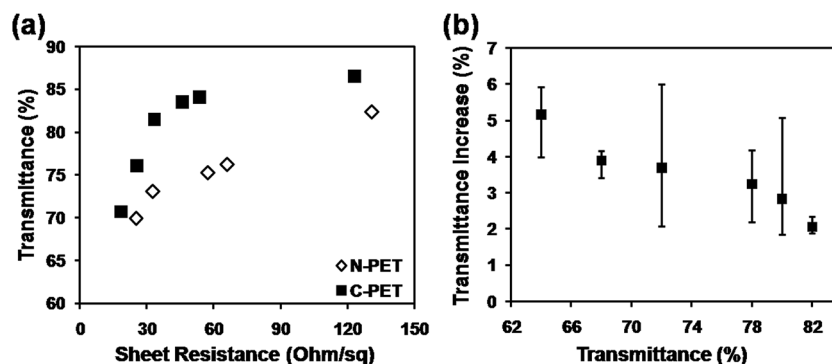 (a)
Transmittance (%)
90
85
80
75
70
65
60
0 30 60 90 120 150
Sheet Resistance (Ohm/sq)
N-PET
C-PET
(b)
Transmittance Increase (%)
7
6
5
4
3
2
1
0
62 66 70 74 78 82
Transmittance (%)